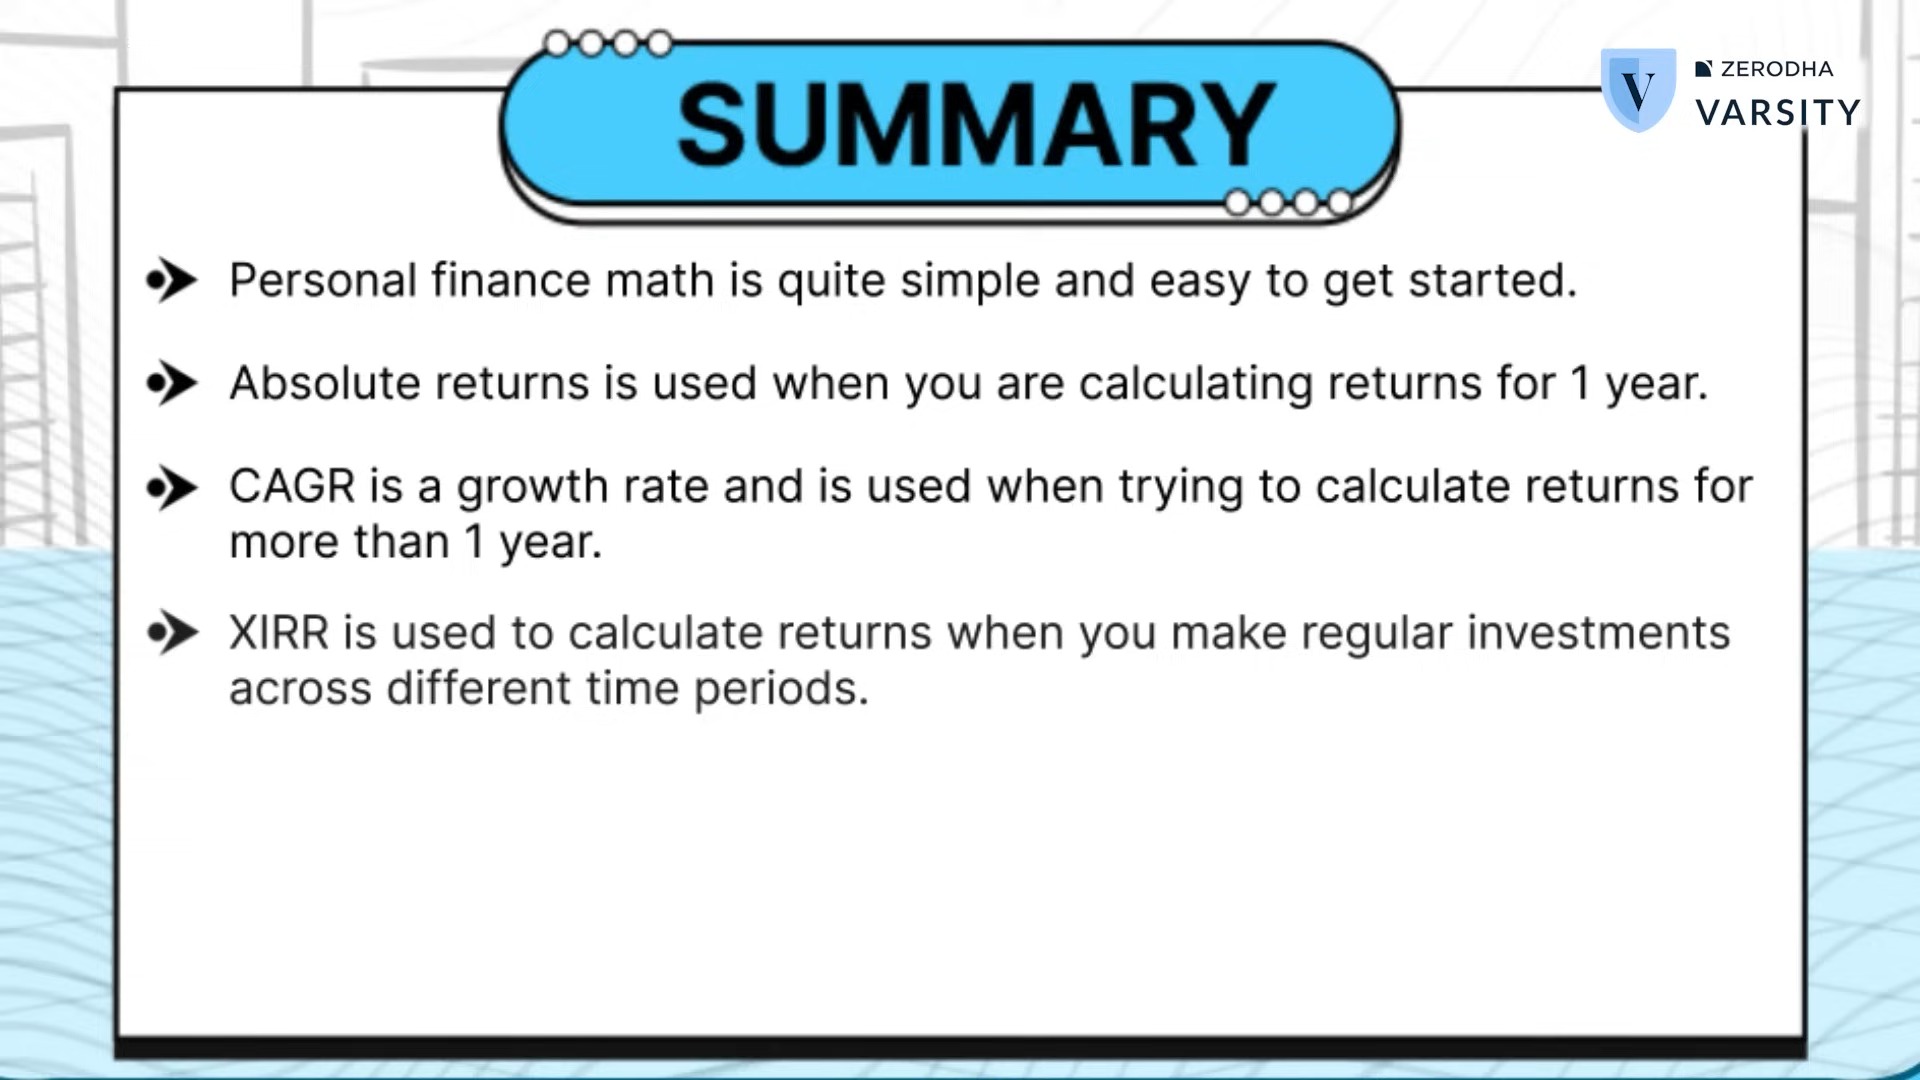 SUMMARY
ZERODHA
VARSITY
Personal finance math is quite simple and easy to get started.
Absolute returns is used when you are calculating returns for 1 year.
CAGR is a growth rate and is used when trying to calculate returns for
more than 1 year.
XIRR is used to calculate returns when you make regular investments
across different time periods.